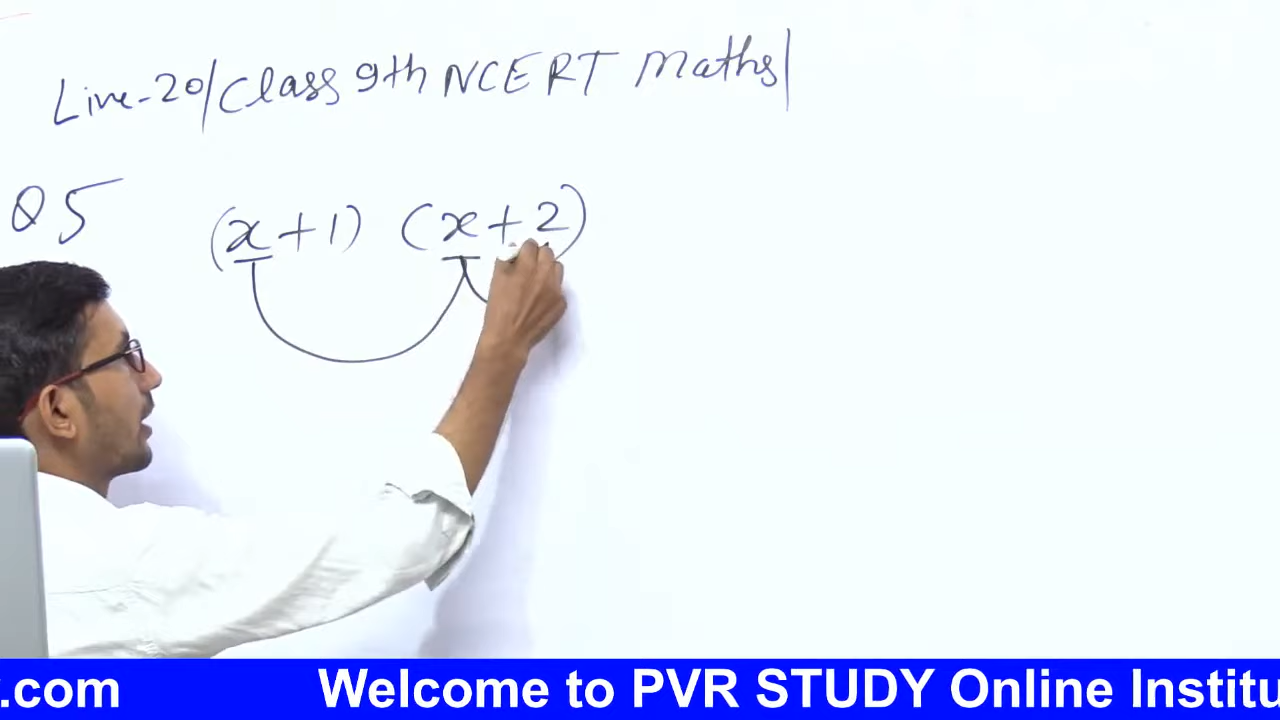 Live-20/Class 9th NCERT Maths|
Q5 (x+1) (x+2)
.com Welcome to PVR STUDY Online Institu